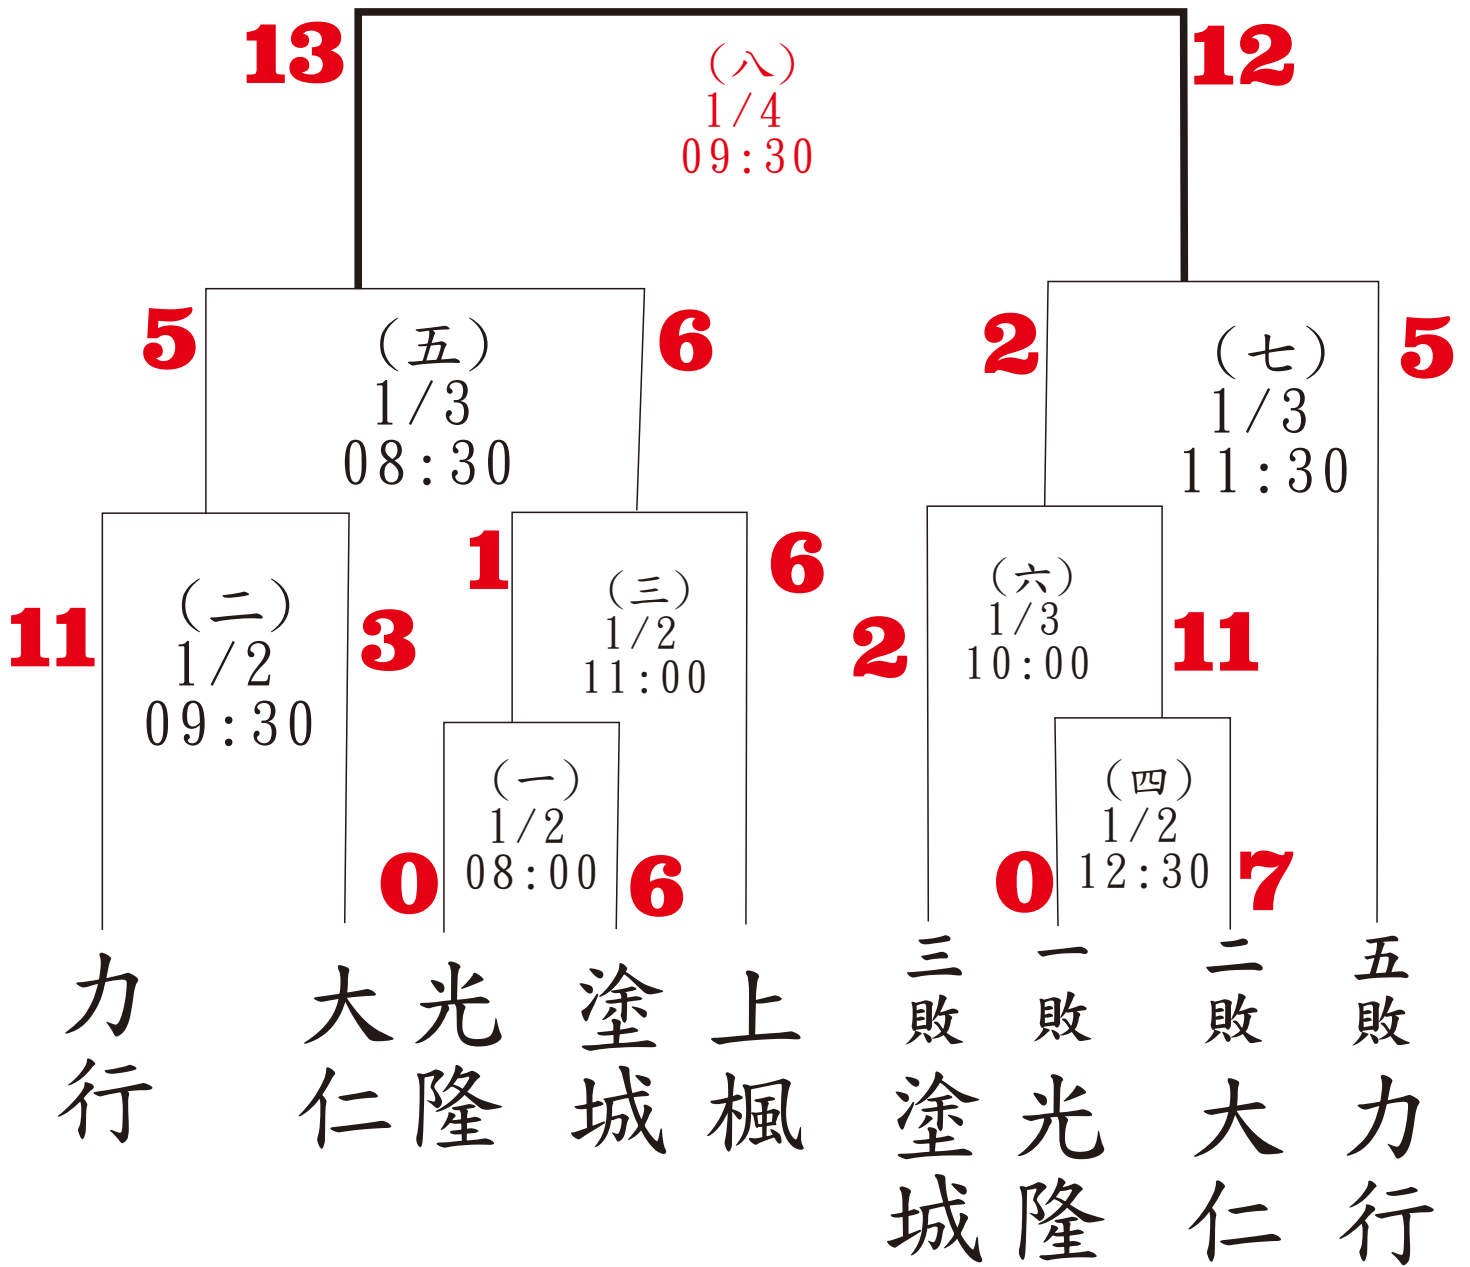 13
12
(八)
1/4
09:30
5
(五)
1/3
08:30
6
2
(七)
1/3
11:30
5
11
(二)
1/2
09:30
3
1
(三)
1/2
11:00
6
2
(六)
1/3
10:00
11
0
(一)
1/2
08:00
6
0
(四)
1/2
12:30
7
力行
大仁
光隆
塗城
上楓
三敗塗城
一敗光隆
二敗大仁
五敗力行